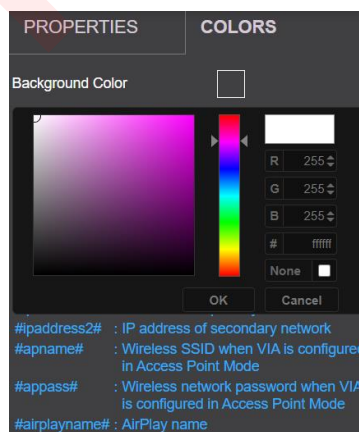 PROPERTIES COLORS
Background Color
R 255
G 255
B 255
# ffffff
None
OK Cancel
#ipaddress2# : IP address of secondary network
#apname# : Wireless SSID when VIA is configured
in Access Point Mode
#appass# : Wireless network password when VIA
is configured in Access Point Mode
#airplayname# : AirPlay name